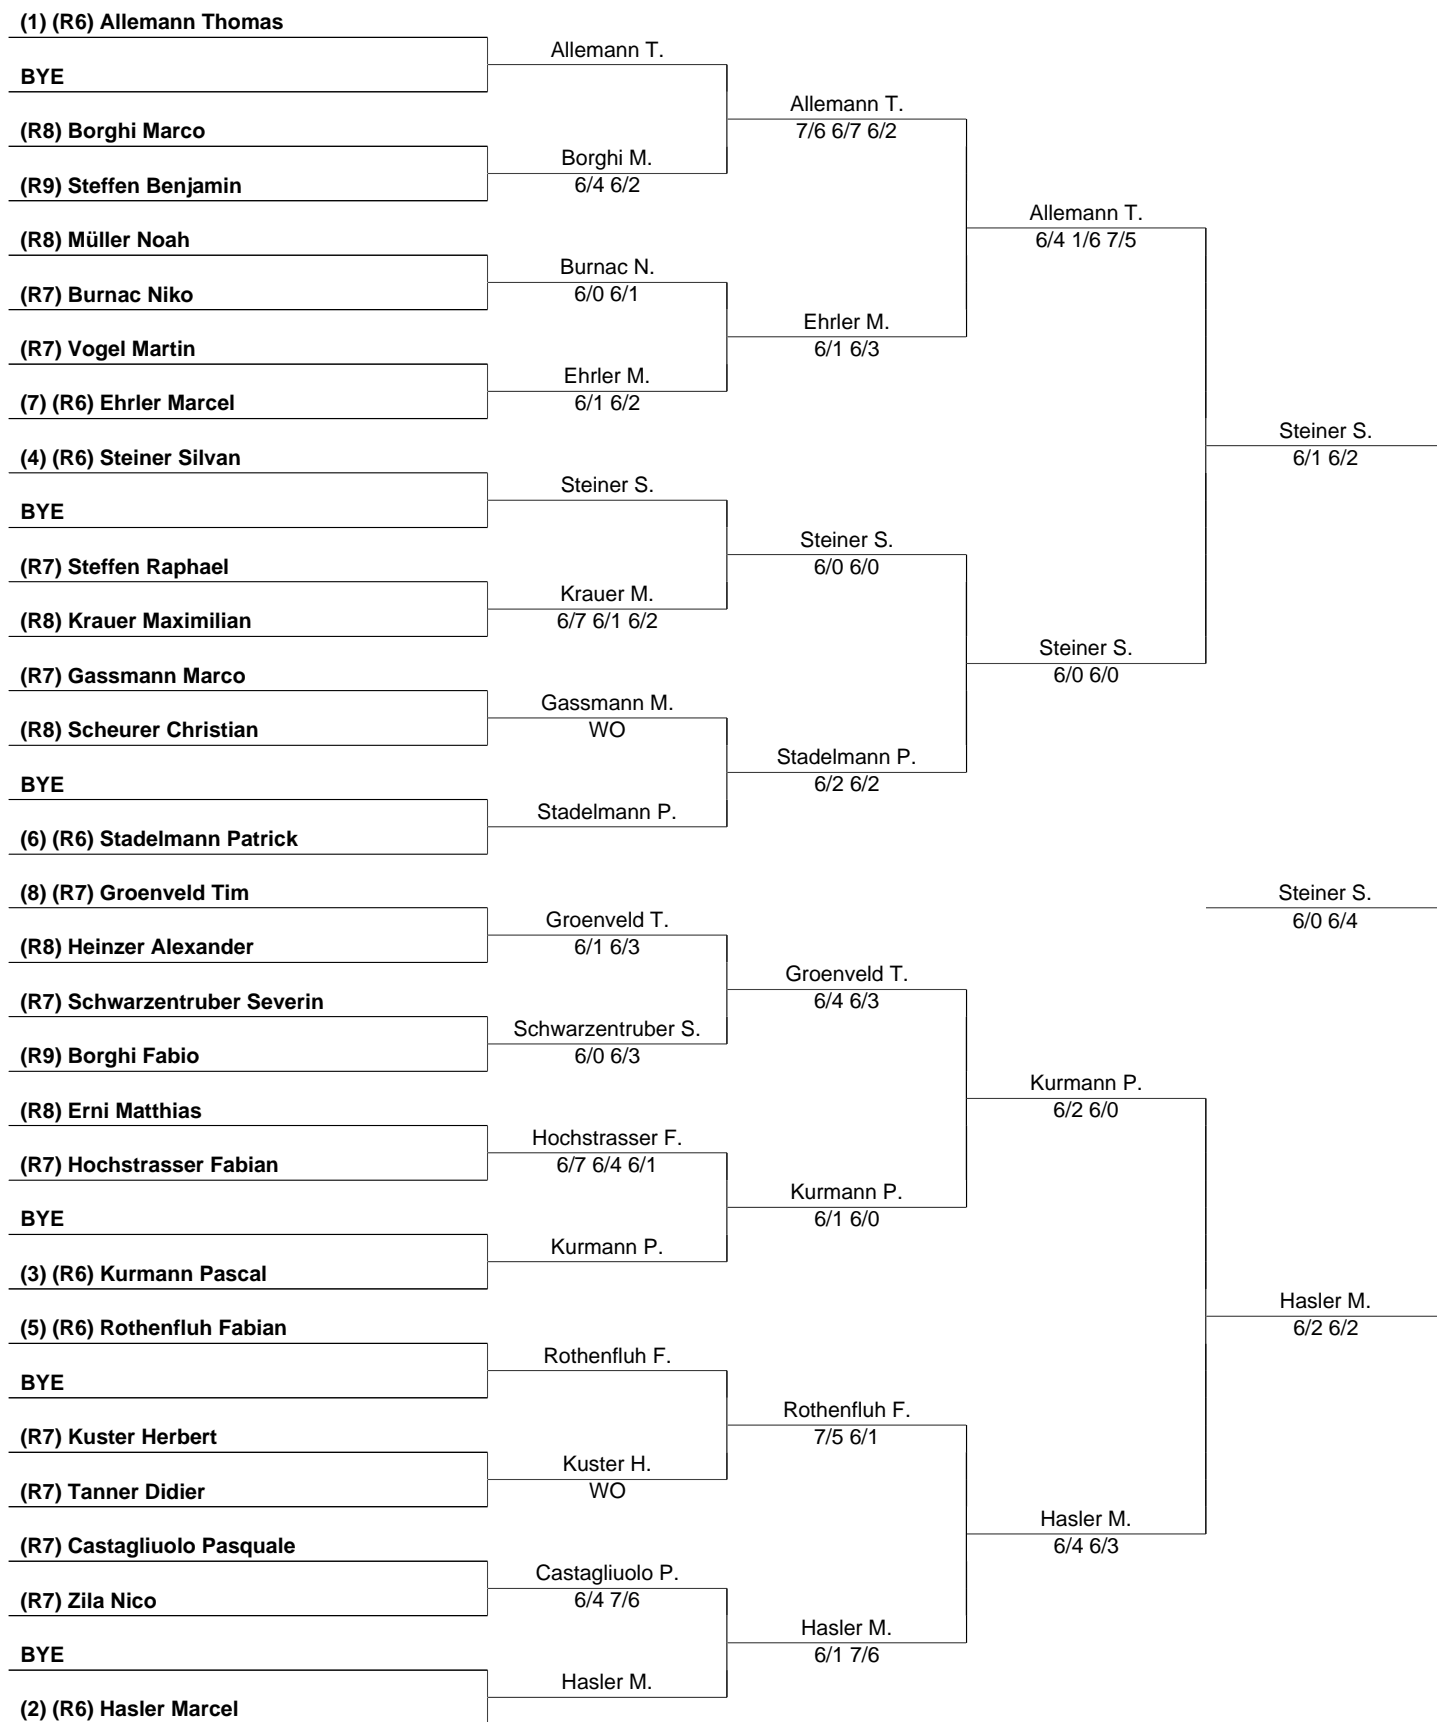 (1) (R6) Allemann Thomas
BYE
(R8) Borghi Marco
(R9) Steffen Benjamin
(R8) Müller Noah
(R7) Burnac Niko
(R7) Vogel Martin
(7) (R6) Ehrler Marcel
(4) (R6) Steiner Silvan
BYE
(R7) Steffen Raphael
(R8) Krauer Maximilian
(R7) Gassmann Marco
(R8) Scheurer Christian
BYE
(6) (R6) Stadelmann Patrick
(8) (R7) Groenveld Tim
(R8) Heinzer Alexander
(R7) Schwarzentruber Severin
(R9) Borghi Fabio
(R8) Erni Matthias
(R7) Hochstrasser Fabian
BYE
(3) (R6) Kurmann Pascal
(5) (R6) Rothenfluh Fabian
BYE
(R7) Kuster Herbert
(R7) Tanner Didier
(R7) Castagliuolo Pasquale
(R7) Zila Nico
BYE
(2) (R6) Hasler Marcel
Allemann T.
Borghi M.
6/4 6/2
Burnac N.
6/0 6/1
Ehrler M.
6/1 6/2
Steiner S.
Krauer M.
6/7 6/1 6/2
Gassmann M.
WO
Stadelmann P.
Groenveld T.
6/1 6/3
Schwarzentruber S.
6/0 6/3
Hochstrasser F.
6/7 6/4 6/1
Kurmann P.
Rothenfluh F.
Kuster H.
WO
Castagliuolo P.
6/4 7/6
Hasler M.
Allemann T.
7/6 6/7 6/2
Ehrler M.
6/1 6/3
Steiner S.
6/0 6/0
Stadelmann P.
6/2 6/2
Groenveld T.
6/4 6/3
Kurmann P.
6/1 6/0
Rothenfluh F.
7/5 6/1
Hasler M.
6/1 7/6
Allemann T.
6/4 1/6 7/5
Steiner S.
6/0 6/0
Kurmann P.
6/2 6/0
Hasler M.
6/4 6/3
Steiner S.
6/1 6/2
Steiner S.
6/0 6/4
Hasler M.
6/2 6/2